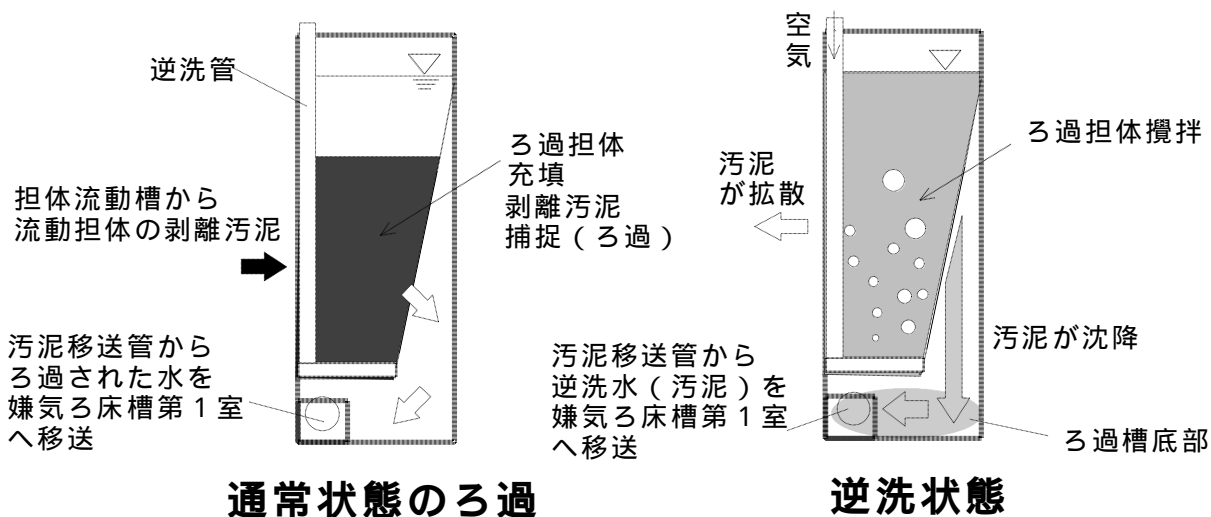 逆洗管
ろ過担体
充填
剥離汚泥
捕捉（ろ過）
担体流動槽から
流動担体の剥離汚泥
汚泥移送管から
ろ過された水を
嫌気ろ床槽第１室
へ移送
通常状態のろ過
空
気
ろ過担体攪拌
汚泥
が拡散
汚泥が沈降
汚泥移送管から
逆洗水（汚泥）を
嫌気ろ床槽第１室
へ移送
ろ過槽底部
逆洗状態